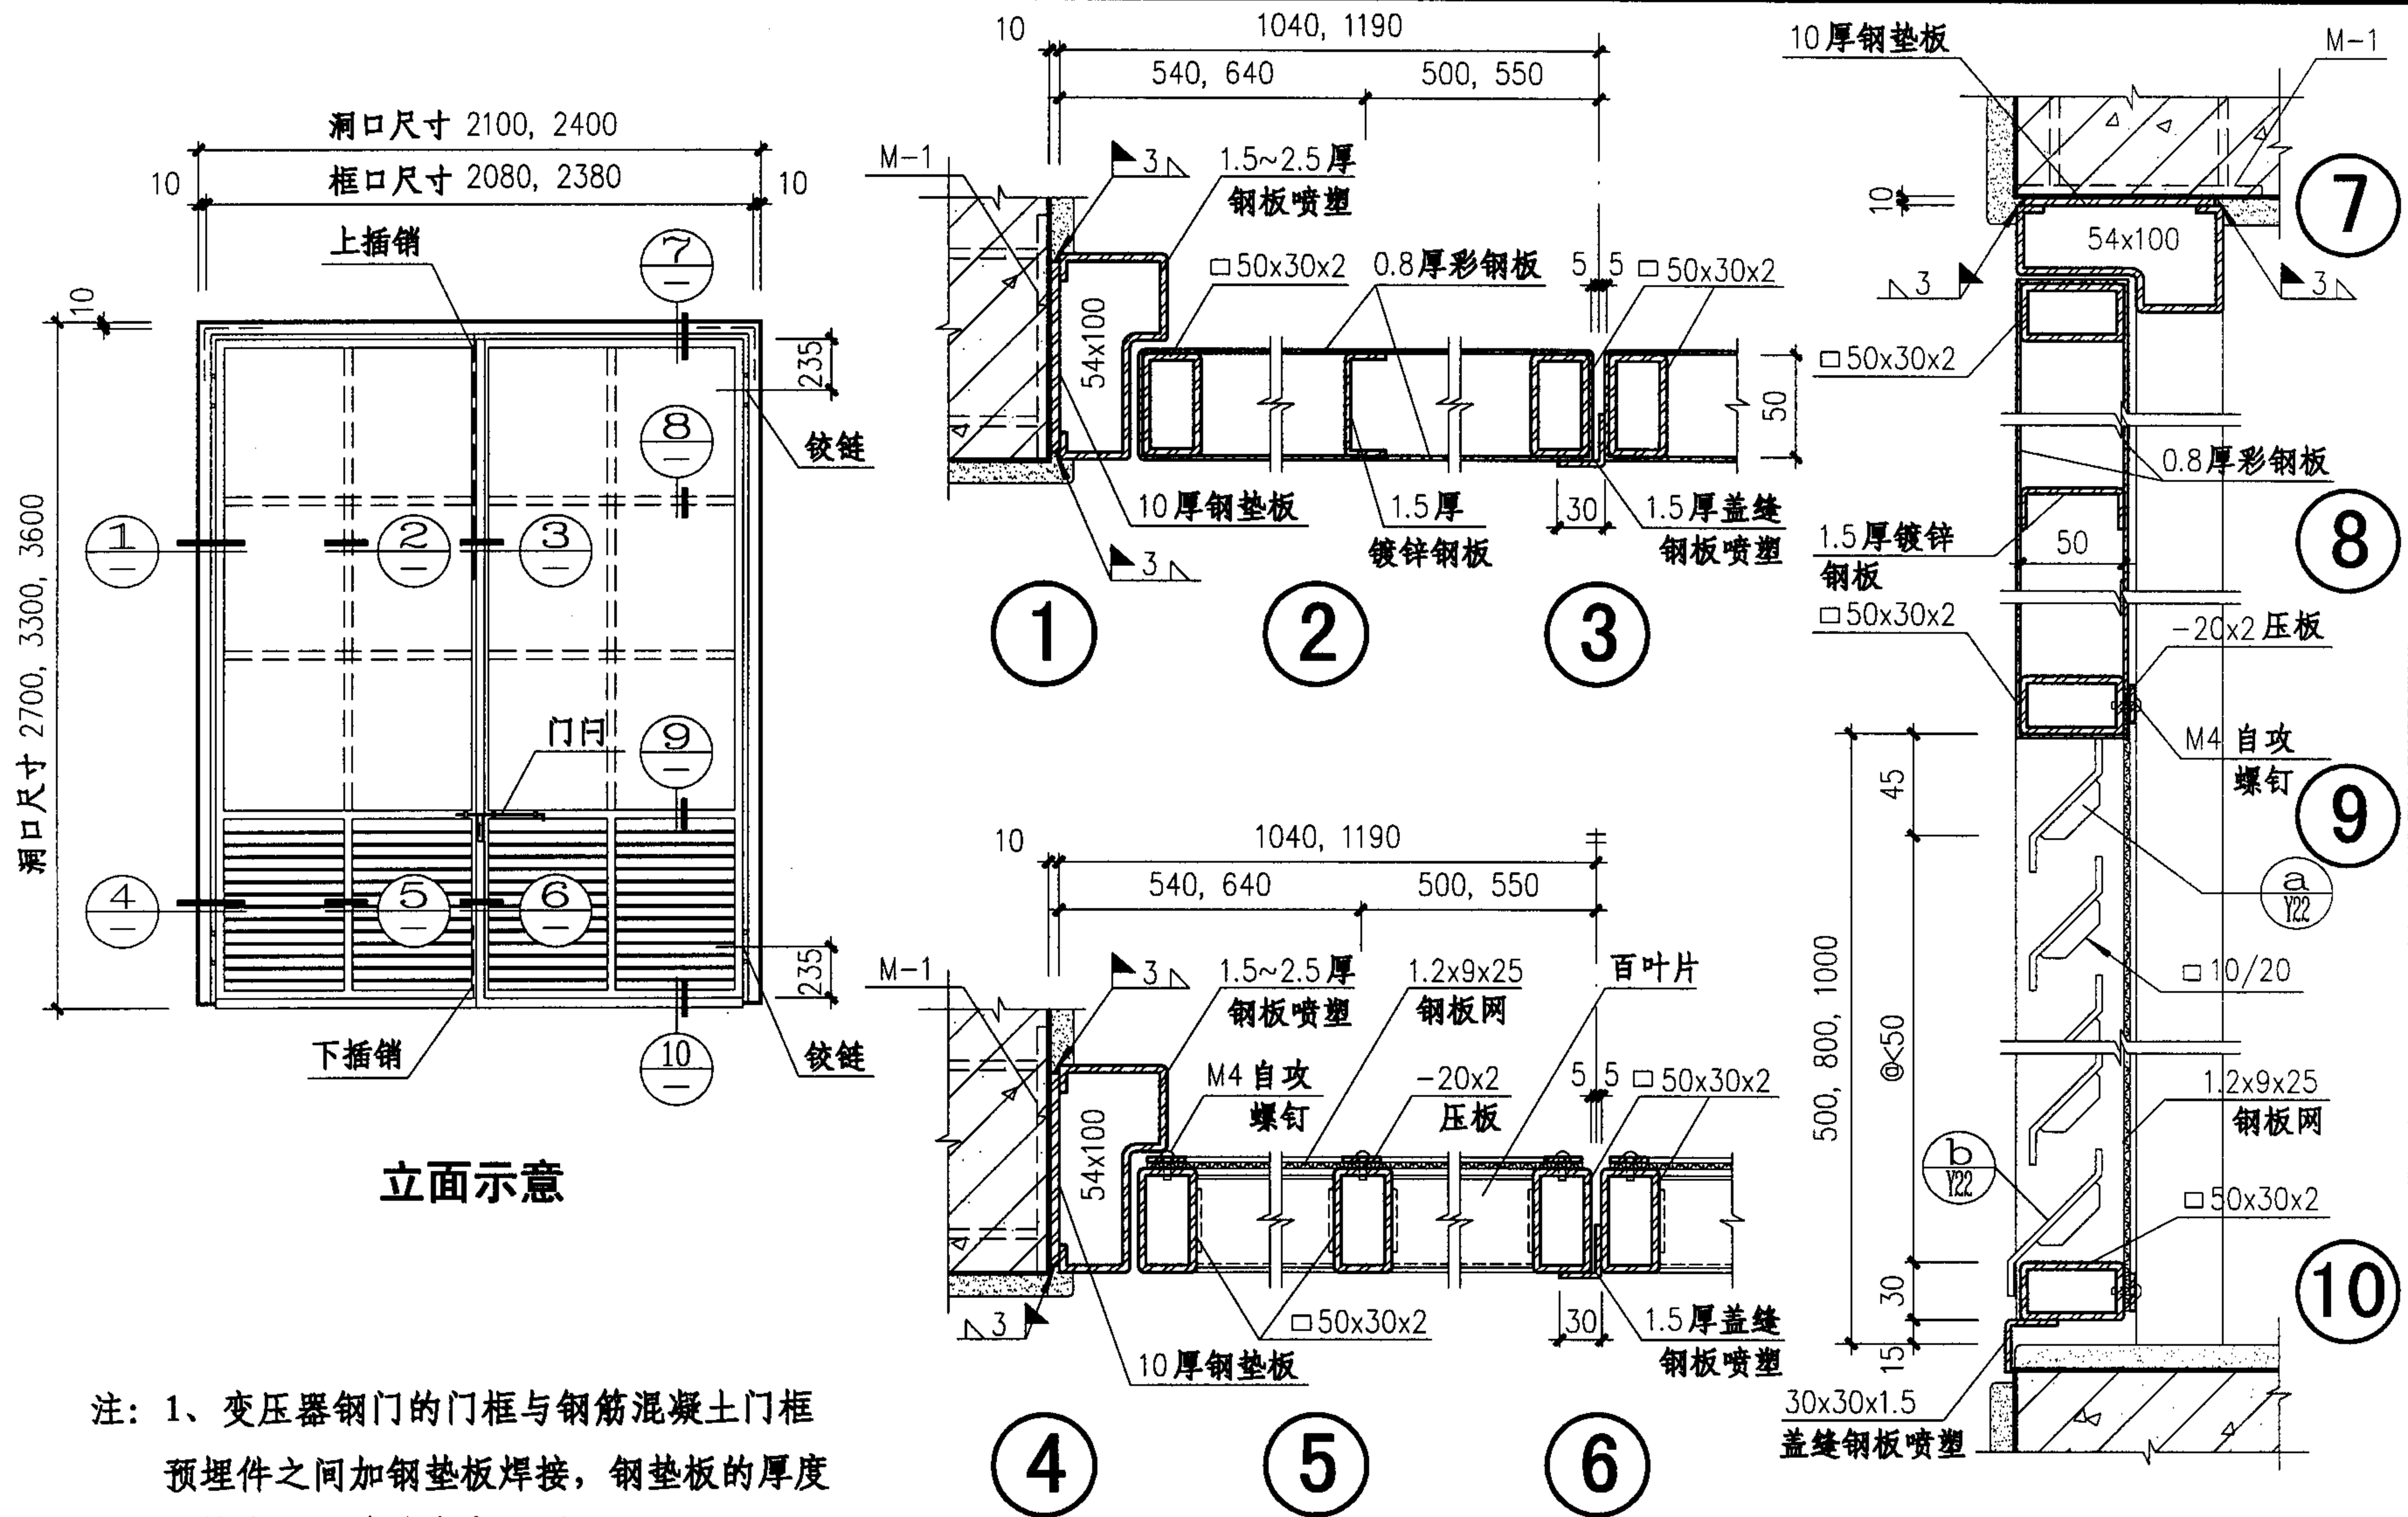 洞口尺寸 2100, 2400
10 框口尺寸 2080, 2380 10
上插销
7
—
10
235
8
—
铰链
洞口尺寸 2700, 3300, 3600
1
—
2
—
3
—
门闩
9
—
4
—
5
—
6
—
235
下插销
10
—
铰链
立面示意
注: 1、变压器钢门的门框与钢筋混凝土门框
预埋件之间加钢垫板焊接, 钢垫板的厚度
10 1040, 1190
540, 640 500, 550
M-1
3
1.5~2.5厚
钢板喷塑
□50x30x2
0.8厚彩钢板
5 5
□50x30x2
54x100
50
10厚钢垫板
1.5厚
镀锌钢板
30
1.5厚盖缝
钢板喷塑
3
1
2
3
10 1040, 1190
540, 640 500, 550
M-1
3
1.5~2.5厚
钢板喷塑
1.2x9x25
钢板网
百叶片
M4自攻
螺钉
-20x2
压板
5 5
□50x30x2
54x100
3
□50x30x2
30
1.5厚盖缝
钢板喷塑
10厚钢垫板
4
5
6
10厚钢垫板
M-1
7
10
54x100
3
3
□50x30x2
0.8厚彩钢板
8
1.5厚镀锌
钢板
50
□50x30x2
-20x2压板
M4自攻
螺钉
9
45
a
Y22
□10/20
500, 800, 1000
@<50
1.2x9x25
钢板网
b
Y22
□50x30x2
10
30
15
30x30x1.5
盖缝钢板喷塑